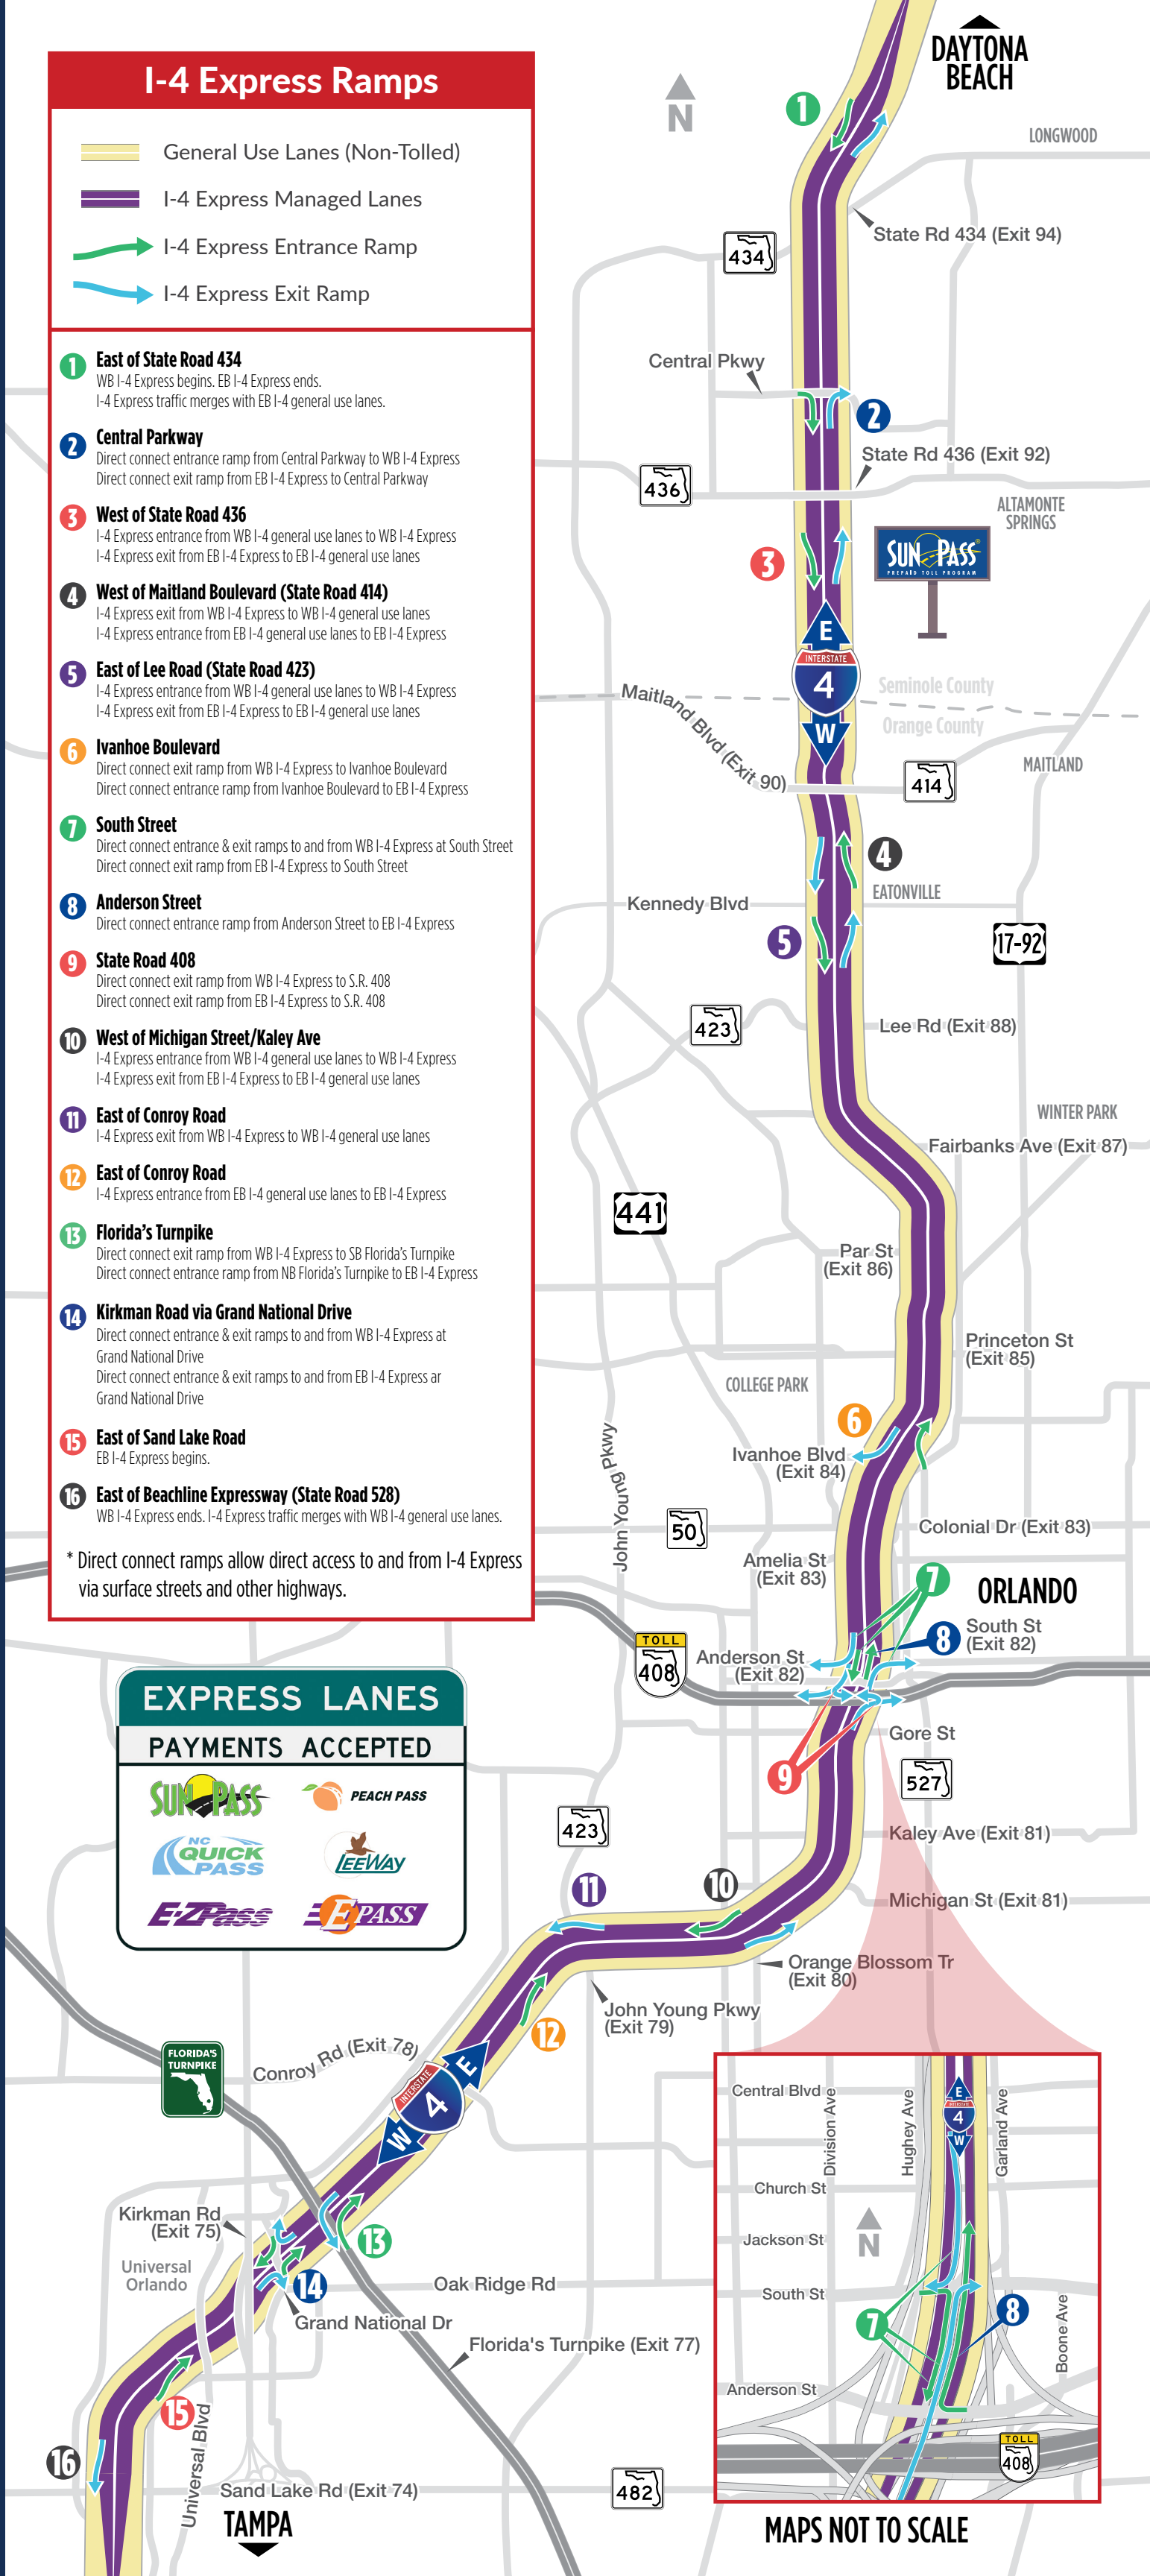 I-4 Express Ramps
General Use Lanes (Non-Tolled)
I-4 Express Managed Lanes
I-4 Express Entrance Ramp
I-4 Express Exit Ramp
1 East of State Road 434
WB I-4 Express begins. EB I-4 Express ends.
I-4 Express traffic merges with EB I-4 general use lanes.
2 Central Parkway
Direct connect entrance ramp from Central Parkway to WB I-4 Express
Direct connect exit ramp from EB I-4 Express to Central Parkway
3 West of State Road 436
I-4 Express entrance from WB I-4 general use lanes to WB I-4 Express
I-4 Express exit from EB I-4 Express to EB I-4 general use lanes
4 West of Maitland Boulevard (State Road 414)
I-4 Express exit from WB I-4 Express to WB I-4 general use lanes
I-4 Express entrance from EB I-4 general use lanes to EB I-4 Express
5 East of Lee Road (State Road 423)
I-4 Express entrance from WB I-4 general use lanes to WB I-4 Express
I-4 Express exit from EB I-4 Express to EB I-4 general use lanes
6 Ivanhoe Boulevard
Direct connect exit ramp from WB I-4 Express to Ivanhoe Boulevard
Direct connect entrance ramp from Ivanhoe Boulevard to EB I-4 Express
7 South Street
Direct connect entrance & exit ramps to and from WB I-4 Express at South Street
Direct connect exit ramp from EB I-4 Express to South Street
8 Anderson Street
Direct connect entrance ramp from Anderson Street to EB I-4 Express
9 State Road 408
Direct connect exit ramp from WB I-4 Express to S.R. 408
Direct connect exit ramp from EB I-4 Express to S.R. 408
10 West of Michigan Street/Kaley Ave
I-4 Express entrance from WB I-4 general use lanes to WB I-4 Express
I-4 Express exit from EB I-4 Express to EB I-4 general use lanes
11 East of Conroy Road
I-4 Express exit from WB I-4 Express to WB I-4 general use lanes
12 East of Conroy Road
I-4 Express entrance from EB I-4 general use lanes to EB I-4 Express
13 Florida's Turnpike
Direct connect exit ramp from WB I-4 Express to SB Florida's Turnpike
Direct connect entrance ramp from NB Florida's Turnpike to EB I-4 Express
14 Kirkman Road via Grand National Drive
Direct connect entrance & exit ramps to and from WB I-4 Express at
Grand National Drive
Direct connect entrance & exit ramps to and from EB I-4 Express ar
Grand National Drive
15 East of Sand Lake Road
EB I-4 Express begins.
16 East of Beachline Expressway (State Road 528)
WB I-4 Express ends. I-4 Express traffic merges with WB I-4 general use lanes.
* Direct connect ramps allow direct access to and from I-4 Express
via surface streets and other highways.
EXPRESS LANES
PAYMENTS ACCEPTED
SUNPASS
PEACH PASS
NC QUICK PASS
LEEWAY
E-ZPass
E PASS
DAYTONA
BEACH
N
1
LONGWOOD
State Rd 434 (Exit 94)
434
Central Pkwy
2
State Rd 436 (Exit 92)
436
ALTAMONTE
SPRINGS
SUN PASS
PREPAID TOLL PROGRAM
3
E
INTERSTATE
4
W
Seminole County
Orange County
Maitland Blvd (Exit 90)
414
MAITLAND
4
EATONVILLE
Kennedy Blvd
5
17-92
423
Lee Rd (Exit 88)
WINTER PARK
Fairbanks Ave (Exit 87)
441
Par St
(Exit 86)
Princeton St
(Exit 85)
COLLEGE PARK
6
Ivanhoe Blvd
(Exit 84)
John Young Pkwy
50
Colonial Dr (Exit 83)
Amelia St
(Exit 83)
7
ORLANDO
8
South St
(Exit 82)
TOLL
408
Anderson St
(Exit 82)
Gore St
9
527
423
Kaley Ave (Exit 81)
11
10
Michigan St (Exit 81)
Orange Blossom Tr
(Exit 80)
John Young Pkwy
(Exit 79)
12
FLORIDA'S
TURNPIKE
Conroy Rd (Exit 78)
E
INTERSTATE
4
W
Kirkman Rd
(Exit 75)
13
Universal
Orlando
14
Oak Ridge Rd
Grand National Dr
Florida's Turnpike (Exit 77)
15
Universal Blvd
16
Sand Lake Rd (Exit 74)
482
TAMPA
Central Blvd
Division Ave
Hughey Ave
E
INTERSTATE
4
W
Garland Ave
Church St
Jackson St
N
South St
7
8
Boone Ave
Anderson St
TOLL
408
MAPS NOT TO SCALE